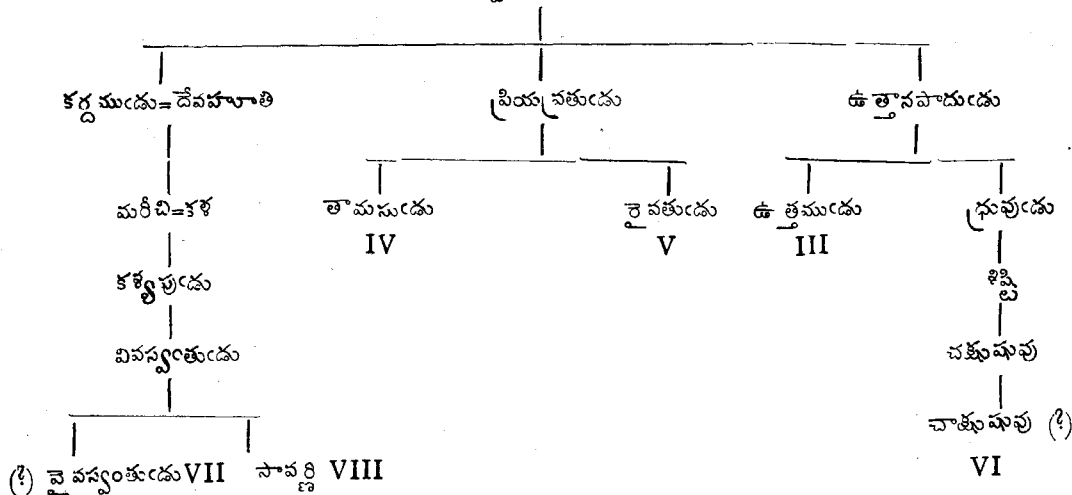 కర్దముఁడు=దేవహూతి ప్రియవ్రతుఁడు ఉత్తానపాదుఁడు
మరీచి=కళ తామసుఁడు రైవతుఁడు ఉత్తముఁడు ధ్రువుఁడు
IV V III
కశ్యపుఁడు శిష్టి
వివస్వంతుఁడు చక్షుషువు
చాక్షుషువు (?)
(?) వైవస్వంతుఁడు VII సావర్ణి VIII VI